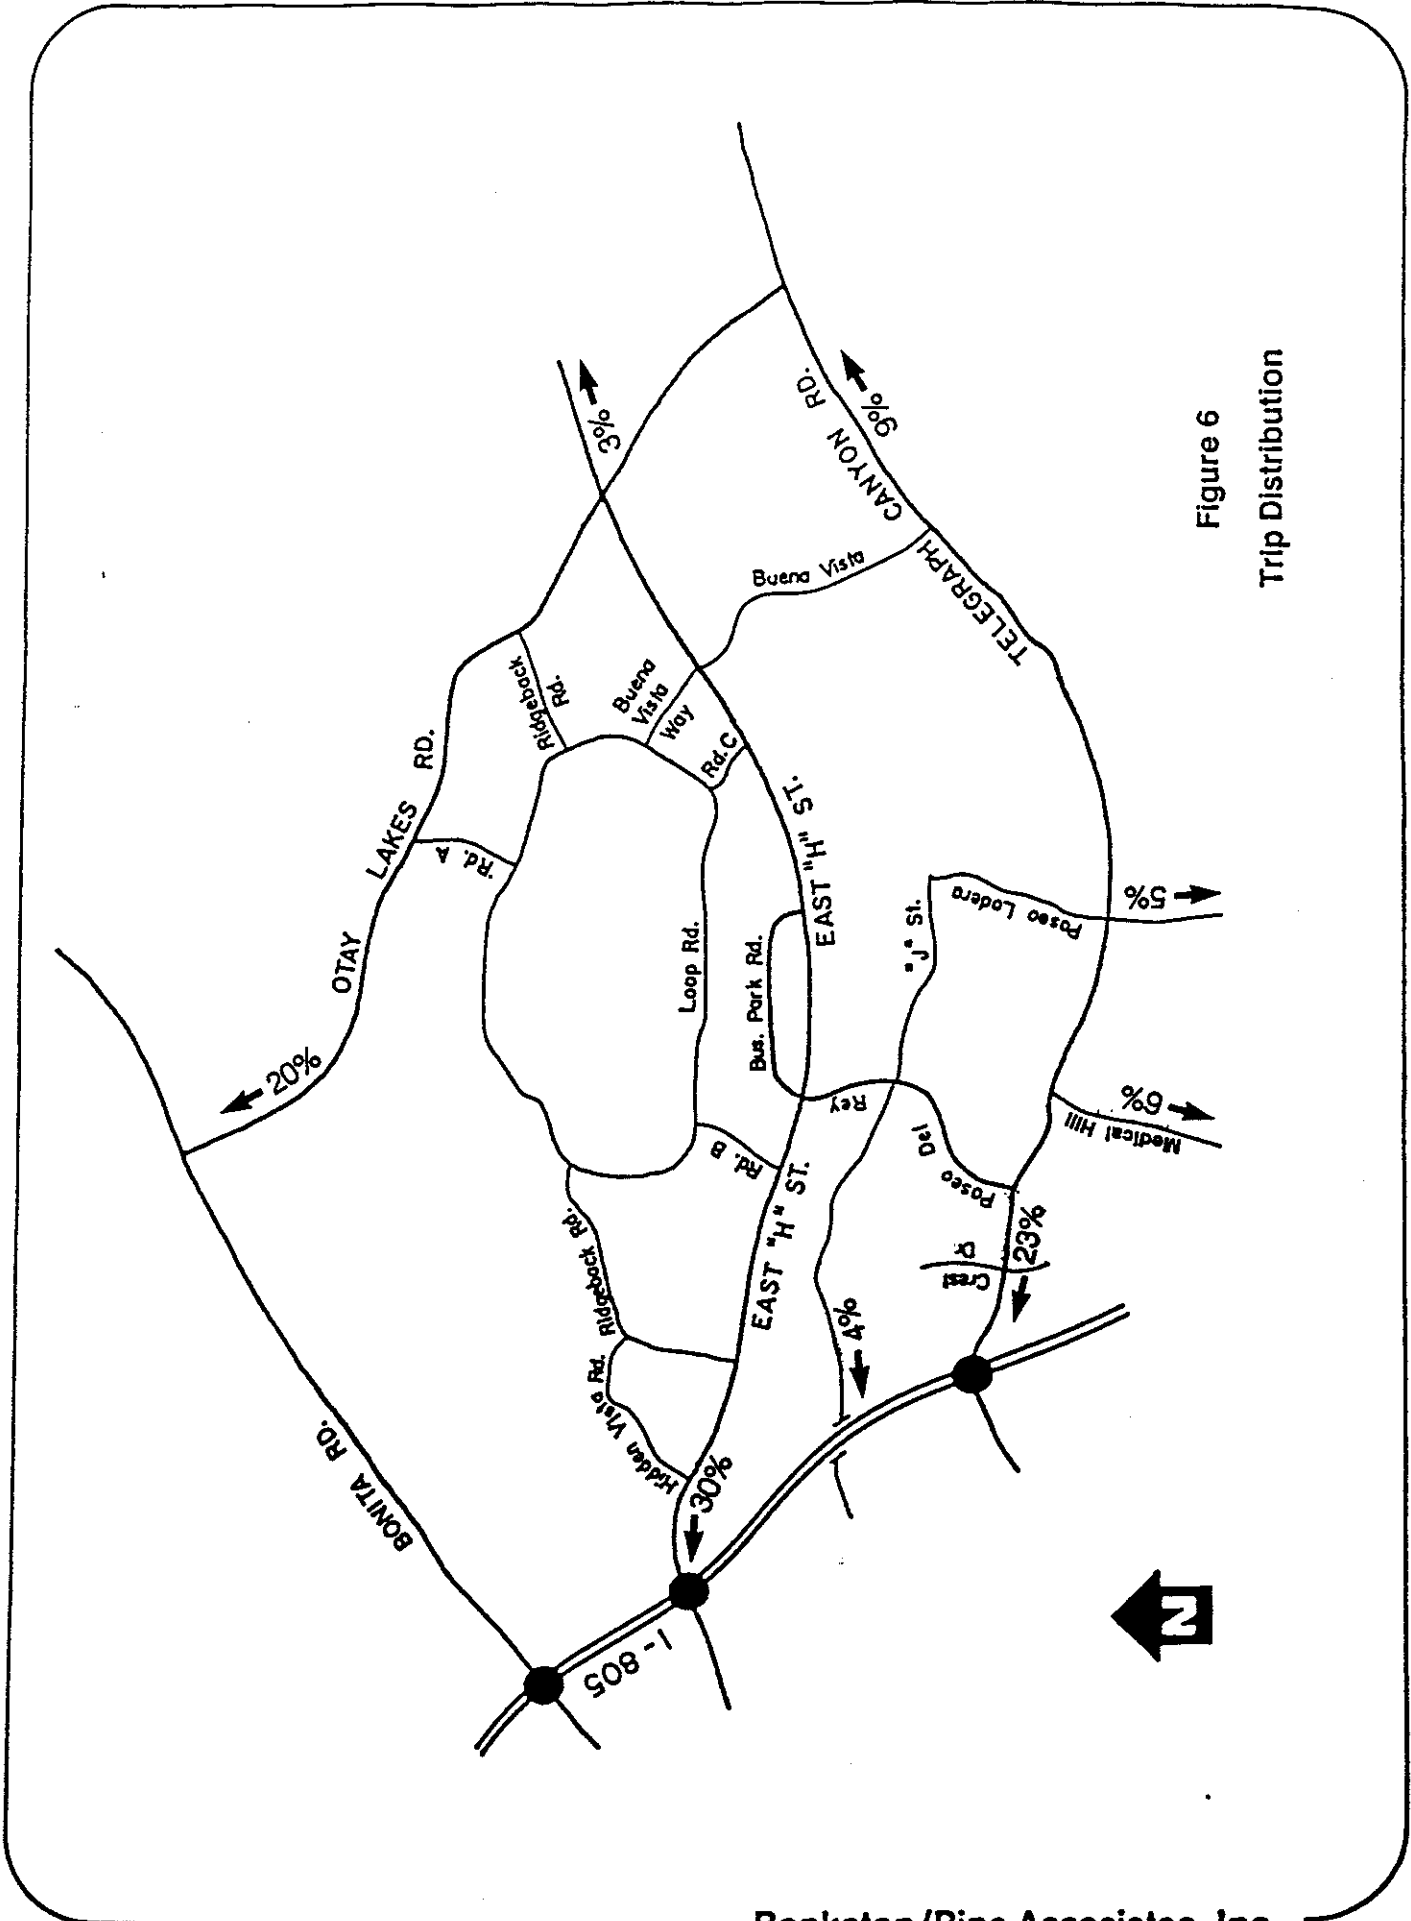 BONITA RD.
OTAY LAKES RD.
20%
Rd. A
Ridgeback
Rd.
3%
Buena
Vista
Way
Rd. C
Loop Rd.
Bus. Park Rd.
Rd. B
Ridgeback Rd.
Hidden Vista Rd.
EAST "H" ST.
EAST "H" ST.
30%
I-805
Buena Vista
TELEGRAPH CANYON RD.
9%
"J" St.
4%
Paseo Del
Rey
Paseo Ladera
5%
Medical Hill
6%
Crest
Dr
23%
N
Figure 6
Trip Distribution